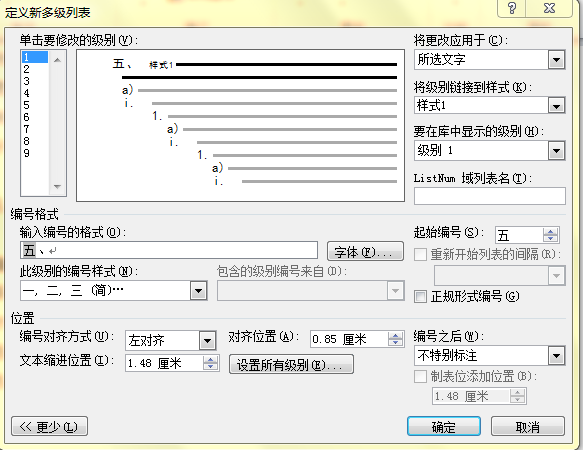 定义新多级列表
单击要修改的级别(V):
1
2
3
4
5
6
7
8
9
五、 样式1
a)
i.
1.
a)
i.
1.
a)
i.
将更改应用于(C):
所选文字
将级别链接到样式(K):
样式1
要在库中显示的级别(H):
级别 1
ListNum 域列表名(T):
编号格式
输入编号的格式(O):
五、
字体(F)...
此级别的编号样式(N):
一, 二, 三 (简)…
包含的级别编号来自(D):
起始编号(S): 五
重新开始列表的间隔(R):
正规形式编号(G)
位置
编号对齐方式(U): 左对齐
对齐位置(A): 0.85 厘米
文本缩进位置(I): 1.48 厘米
设置所有级别(E)...
编号之后(W):
不特别标注
制表位添加位置(B):
1.48 厘米
<< 更少(L)
确定
取消